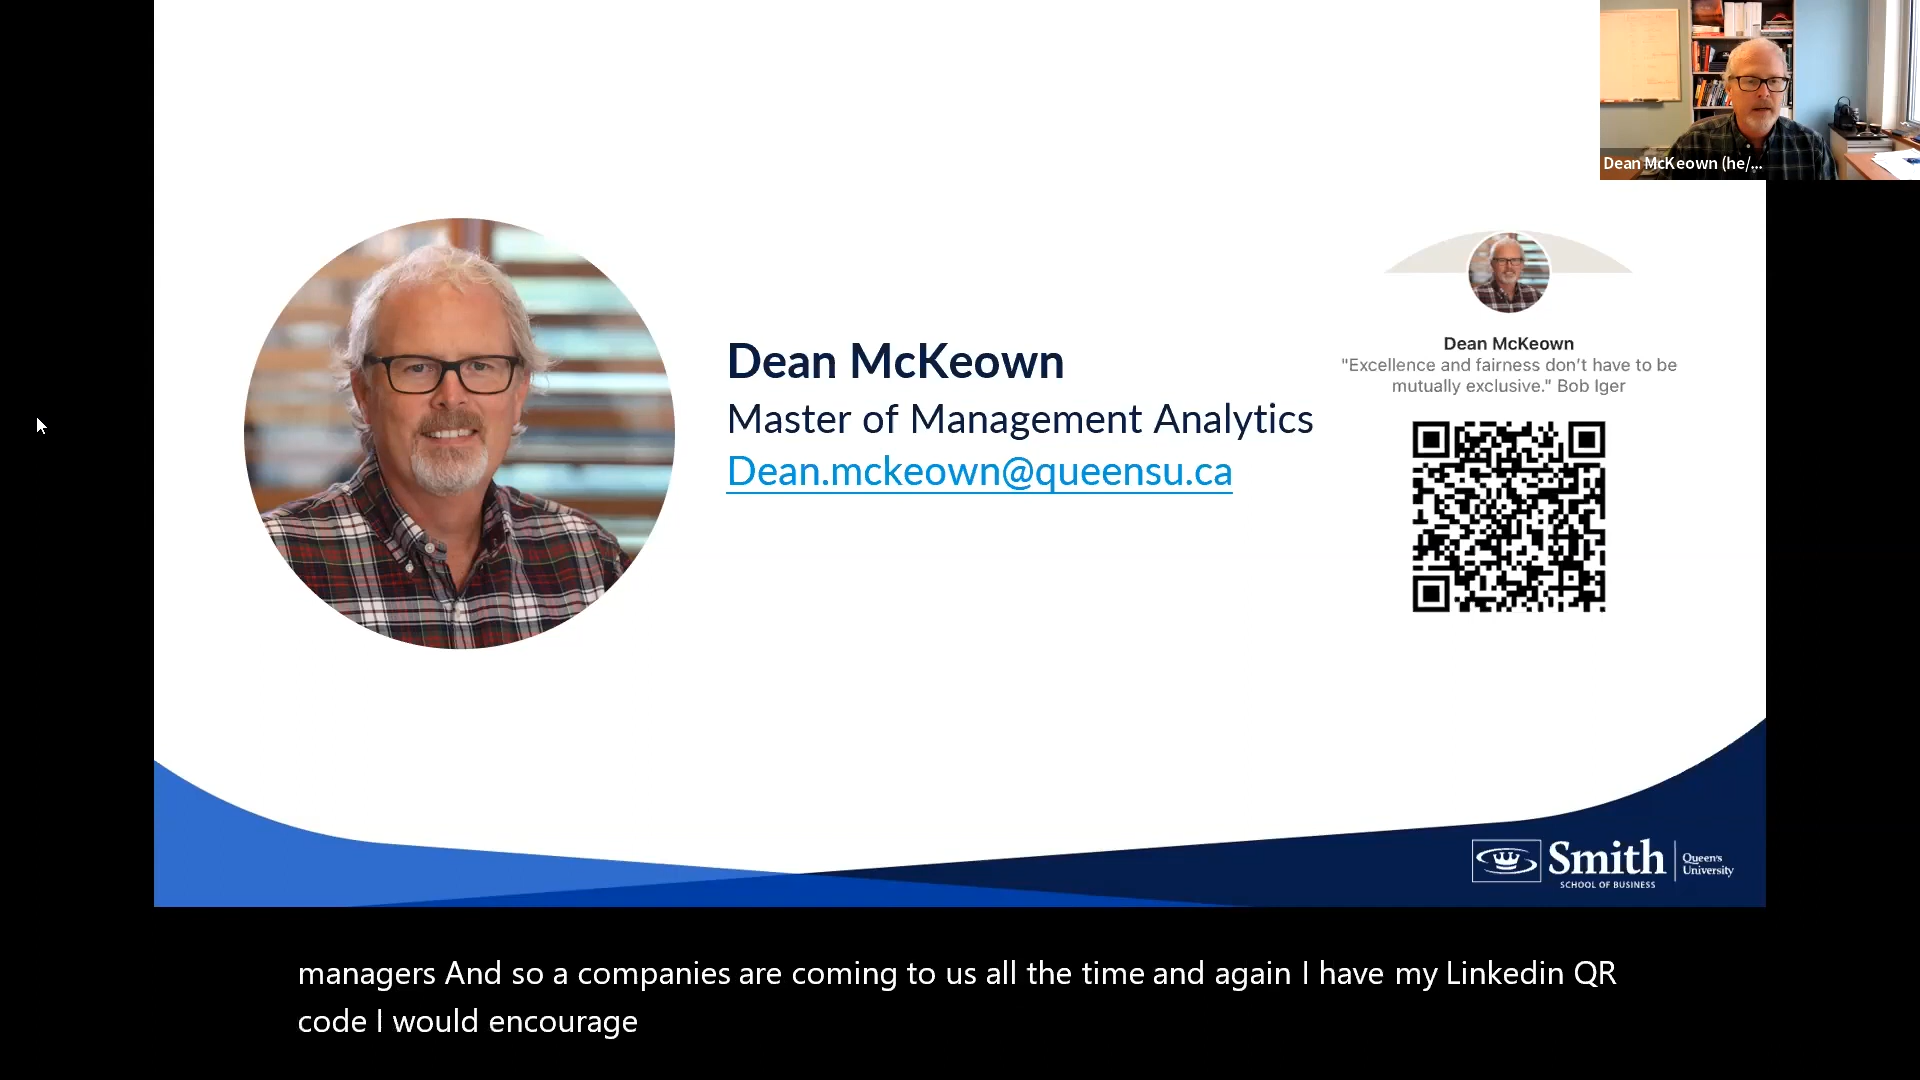 Dean McKeown (he/...
Dean McKeown
"Excellence and fairness don't have to be
mutually exclusive." Bob Iger
Dean McKeown
Master of Management Analytics
Dean.mckeown@queensu.ca
Smith
SCHOOL OF BUSINESS
Queen's
University
managers And so a companies are coming to us all the time and again I have my Linkedin QR
code I would encourage